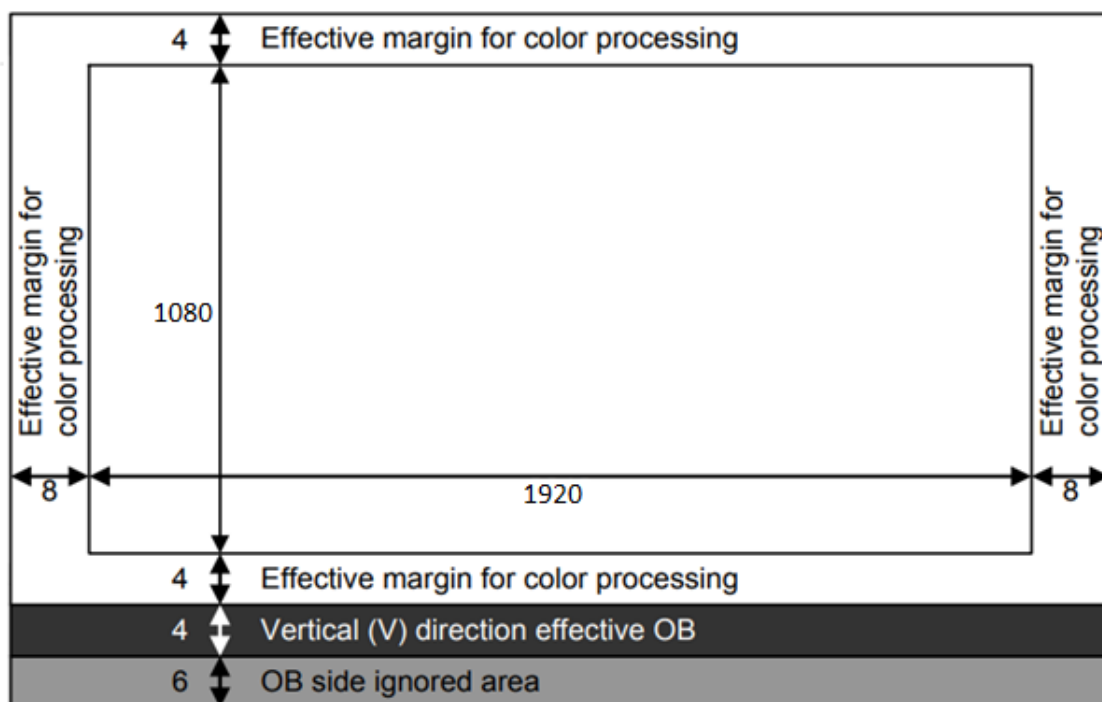 4 Effective margin for color processing
Effective margin for
color processing
1080
Effective margin for
color processing
8
1920
8
4 Effective margin for color processing
4 Vertical (V) direction effective OB
6 OB side ignored area